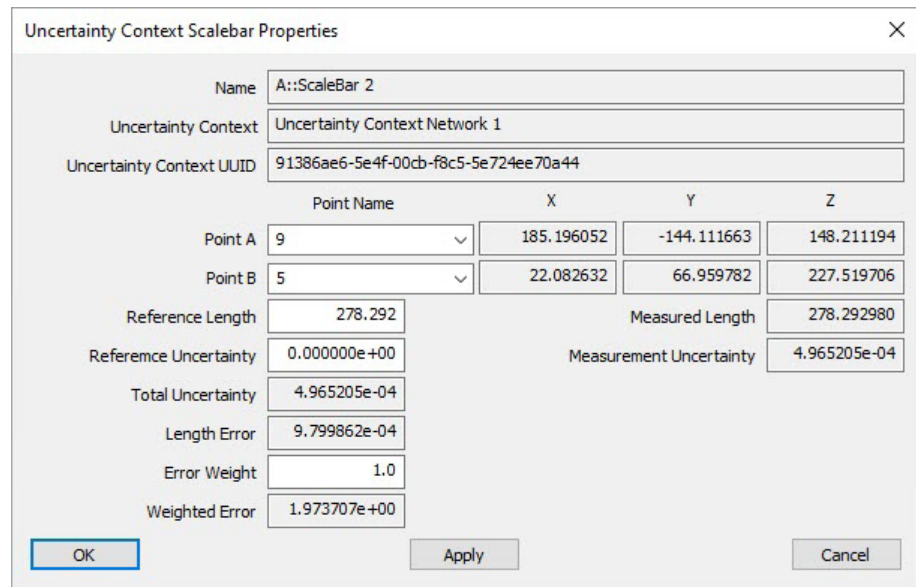 Uncertainty Context Scalebar Properties
Name A::ScaleBar 2
Uncertainty Context Uncertainty Context Network 1
Uncertainty Context UUID 91386ae6-5e4f-00cb-f8c5-5e724ee70a44
Point Name X Y Z
Point A 9 185.196052 -144.111663 148.211194
Point B 5 22.082632 66.959782 227.519706
Reference Length 278.292 Measured Length 278.292980
Referemce Uncertainty 0.000000e+00 Measurement Uncertainty 4.965205e-04
Total Uncertainty 4.965205e-04
Length Error 9.799862e-04
Error Weight 1.0
Weighted Error 1.973707e+00
OK Apply Cancel